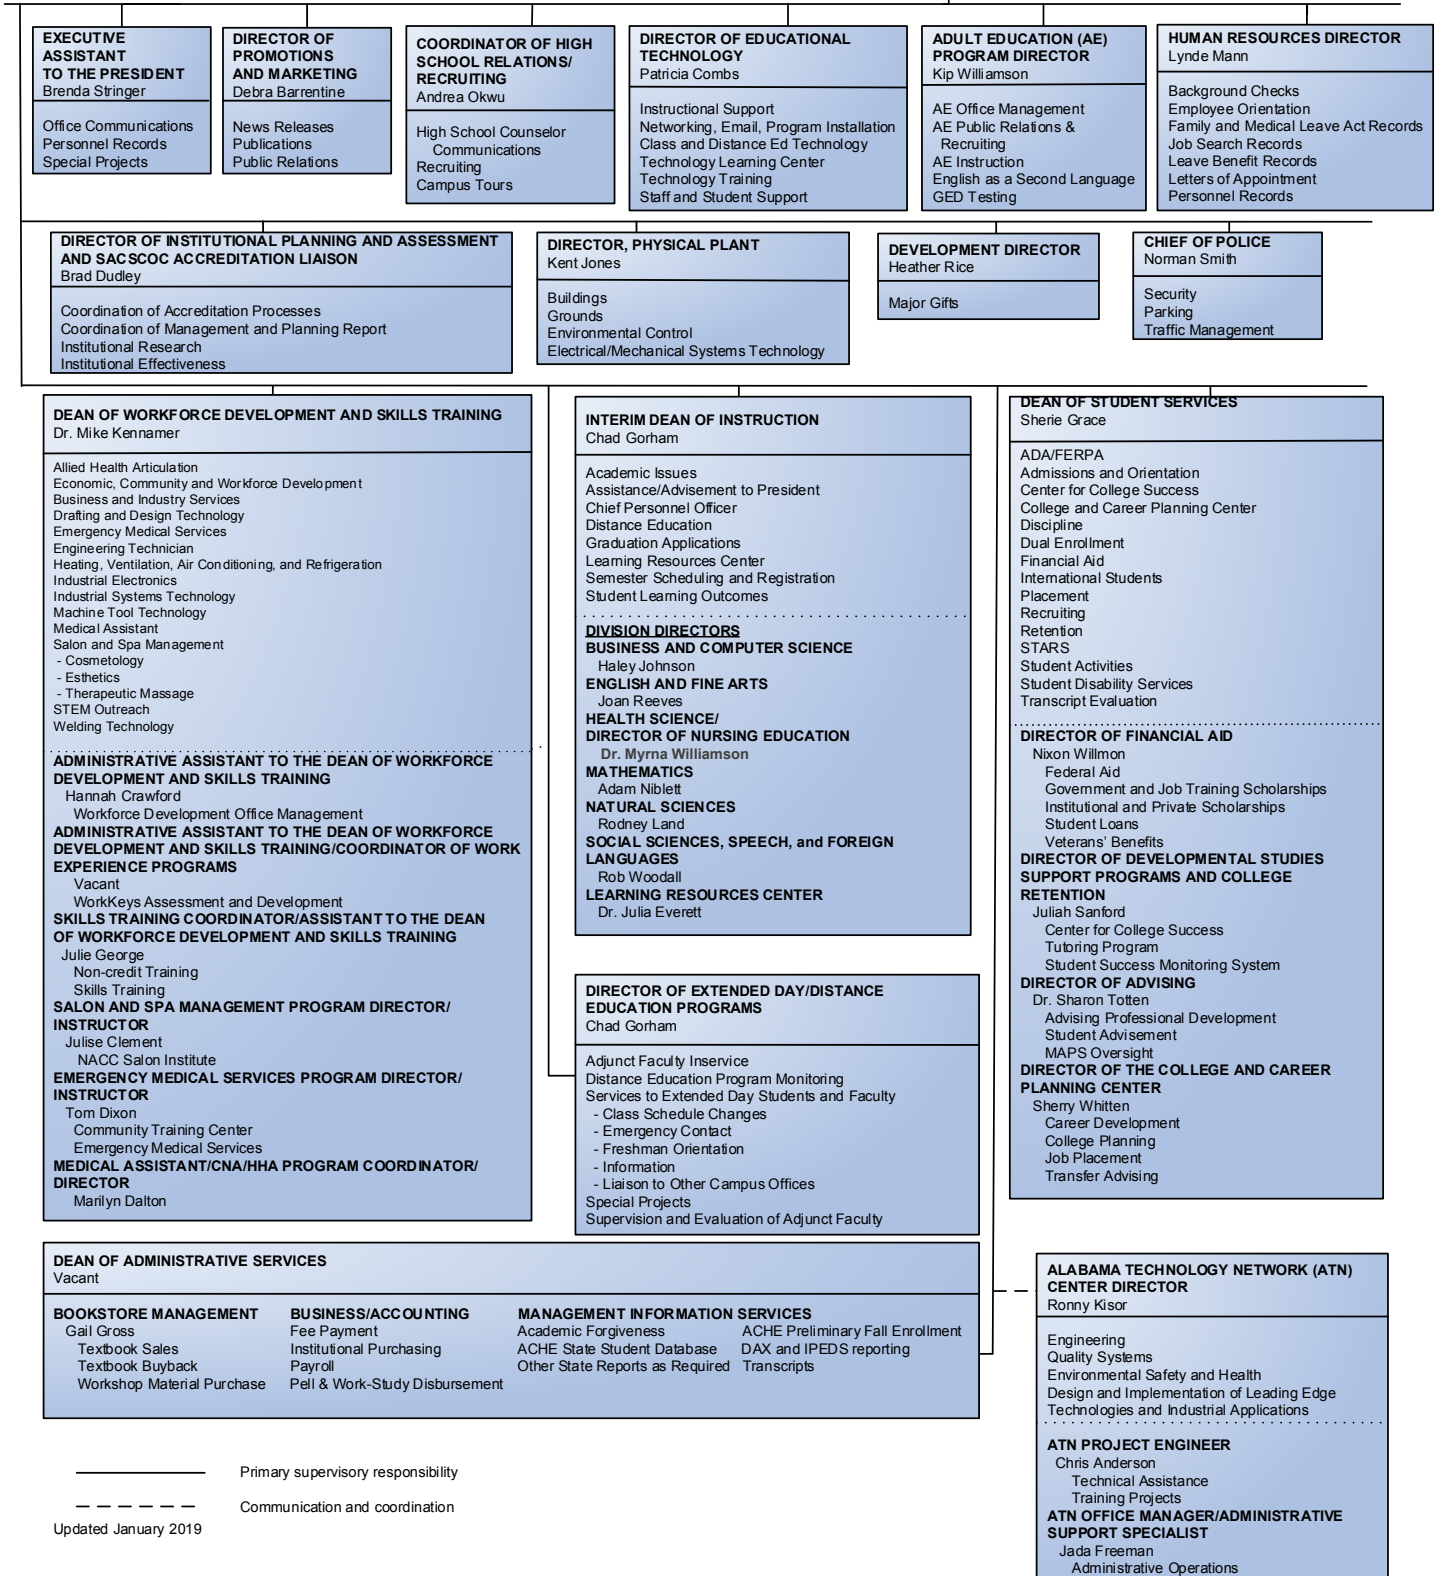 EXECUTIVE
ASSISTANT
TO THE PRESIDENT
Brenda Stringer
Office Communications
Personnel Records
Special Projects
DIRECTOR OF
PROMOTIONS
AND MARKETING
Debra Barrentine
News Releases
Publications
Public Relations
COORDINATOR OF HIGH
SCHOOL RELATIONS/
RECRUITING
Andrea Okwu
High School Counselor
Communications
Recruiting
Campus Tours
DIRECTOR OF EDUCATIONAL
TECHNOLOGY
Patricia Combs
Instructional Support
Networking, Email, Program Installation
Class and Distance Ed Technology
Technology Learning Center
Technology Training
Staff and Student Support
ADULT EDUCATION (AE)
PROGRAM DIRECTOR
Kip Williamson
AE Office Management
AE Public Relations &
Recruiting
AE Instruction
English as a Second Language
GED Testing
HUMAN RESOURCES DIRECTOR
Lynde Mann
Background Checks
Employee Orientation
Family and Medical Leave Act Records
Job Search Records
Leave Benefit Records
Letters of Appointment
Personnel Records
DIRECTOR OF INSTITUTIONAL PLANNING AND ASSESSMENT
AND SACSCOC ACCREDITATION LIAISON
Brad Dudley
Coordination of Accreditation Processes
Coordination of Management and Planning Report
Institutional Research
Institutional Effectiveness
DIRECTOR, PHYSICAL PLANT
Kent Jones
Buildings
Grounds
Environmental Control
Electrical/Mechanical Systems Technology
DEVELOPMENT DIRECTOR
Heather Rice
Major Gifts
CHIEF OF POLICE
Norman Smith
Security
Parking
Traffic Management
DEAN OF WORKFORCE DEVELOPMENT AND SKILLS TRAINING
Dr. Mike Kennamer
Allied Health Articulation
Economic, Community and Workforce Development
Business and Industry Services
Drafting and Design Technology
Emergency Medical Services
Engineering Technician
Heating, Ventilation, Air Conditioning, and Refrigeration
Industrial Electronics
Industrial Systems Technology
Machine Tool Technology
Medical Assistant
Salon and Spa Management
- Cosmetology
- Esthetics
- Therapeutic Massage
STEM Outreach
Welding Technology
ADMINISTRATIVE ASSISTANT TO THE DEAN OF WORKFORCE
DEVELOPMENT AND SKILLS TRAINING
Hannah Crawford
Workforce Development Office Management
ADMINISTRATIVE ASSISTANT TO THE DEAN OF WORKFORCE
DEVELOPMENT AND SKILLS TRAINING/COORDINATOR OF WORK
EXPERIENCE PROGRAMS
Vacant
WorkKeys Assessment and Development
SKILLS TRAINING COORDINATOR/ASSISTANT TO THE DEAN
OF WORKFORCE DEVELOPMENT AND SKILLS TRAINING
Julie George
Non-credit Training
Skills Training
SALON AND SPA MANAGEMENT PROGRAM DIRECTOR/
INSTRUCTOR
Julise Clement
NACC Salon Institute
EMERGENCY MEDICAL SERVICES PROGRAM DIRECTOR/
INSTRUCTOR
Tom Dixon
Community Training Center
Emergency Medical Services
MEDICAL ASSISTANT/CNA/HHA PROGRAM COORDINATOR/
DIRECTOR
Marilyn Dalton
INTERIM DEAN OF INSTRUCTION
Chad Gorham
Academic Issues
Assistance/Advisement to President
Chief Personnel Officer
Distance Education
Graduation Applications
Learning Resources Center
Semester Scheduling and Registration
Student Learning Outcomes
DIVISION DIRECTORS
BUSINESS AND COMPUTER SCIENCE
Haley Johnson
ENGLISH AND FINE ARTS
Joan Reeves
HEALTH SCIENCE/
DIRECTOR OF NURSING EDUCATION
Dr. Myrna Williamson
MATHEMATICS
Adam Niblett
NATURAL SCIENCES
Rodney Land
SOCIAL SCIENCES, SPEECH, and FOREIGN
LANGUAGES
Rob Woodall
LEARNING RESOURCES CENTER
Dr. Julia Everett
DIRECTOR OF EXTENDED DAY/DISTANCE
EDUCATION PROGRAMS
Chad Gorham
Adjunct Faculty Inservice
Distance Education Program Monitoring
Services to Extended Day Students and Faculty
- Class Schedule Changes
- Emergency Contact
- Freshman Orientation
- Information
- Liaison to Other Campus Offices
Special Projects
Supervision and Evaluation of Adjunct Faculty
DEAN OF STUDENT SERVICES
Sherie Grace
ADA/FERPA
Admissions and Orientation
Center for College Success
College and Career Planning Center
Discipline
Dual Enrollment
Financial Aid
International Students
Placement
Recruiting
Retention
STARS
Student Activities
Student Disability Services
Transcript Evaluation
DIRECTOR OF FINANCIAL AID
Nixon Willmon
Federal Aid
Government and Job Training Scholarships
Institutional and Private Scholarships
Student Loans
Veterans' Benefits
DIRECTOR OF DEVELOPMENTAL STUDIES
SUPPORT PROGRAMS AND COLLEGE
RETENTION
Juliah Sanford
Center for College Success
Tutoring Program
Student Success Monitoring System
DIRECTOR OF ADVISING
Dr. Sharon Totten
Advising Professional Development
Student Advisement
MAPS Oversight
DIRECTOR OF THE COLLEGE AND CAREER
PLANNING CENTER
Sherry Whitten
Career Development
College Planning
Job Placement
Transfer Advising
DEAN OF ADMINISTRATIVE SERVICES
Vacant
BOOKSTORE MANAGEMENT
Gail Gross
Textbook Sales
Textbook Buyback
Workshop Material Purchase
BUSINESS/ACCOUNTING
Fee Payment
Institutional Purchasing
Payroll
Pell & Work-Study Disbursement
MANAGEMENT INFORMATION SERVICES
Academic Forgiveness ACHE Preliminary Fall Enrollment
ACHE State Student Database DAX and IPEDS reporting
Other State Reports as Required Transcripts
ALABAMA TECHNOLOGY NETWORK (ATN)
CENTER DIRECTOR
Ronny Kisor
Engineering
Quality Systems
Environmental Safety and Health
Design and Implementation of Leading Edge
Technologies and Industrial Applications
ATN PROJECT ENGINEER
Chris Anderson
Technical Assistance
Training Projects
ATN OFFICE MANAGER/ADMINISTRATIVE
SUPPORT SPECIALIST
Jada Freeman
Administrative Operations
Primary supervisory responsibility
Communication and coordination
Updated January 2019